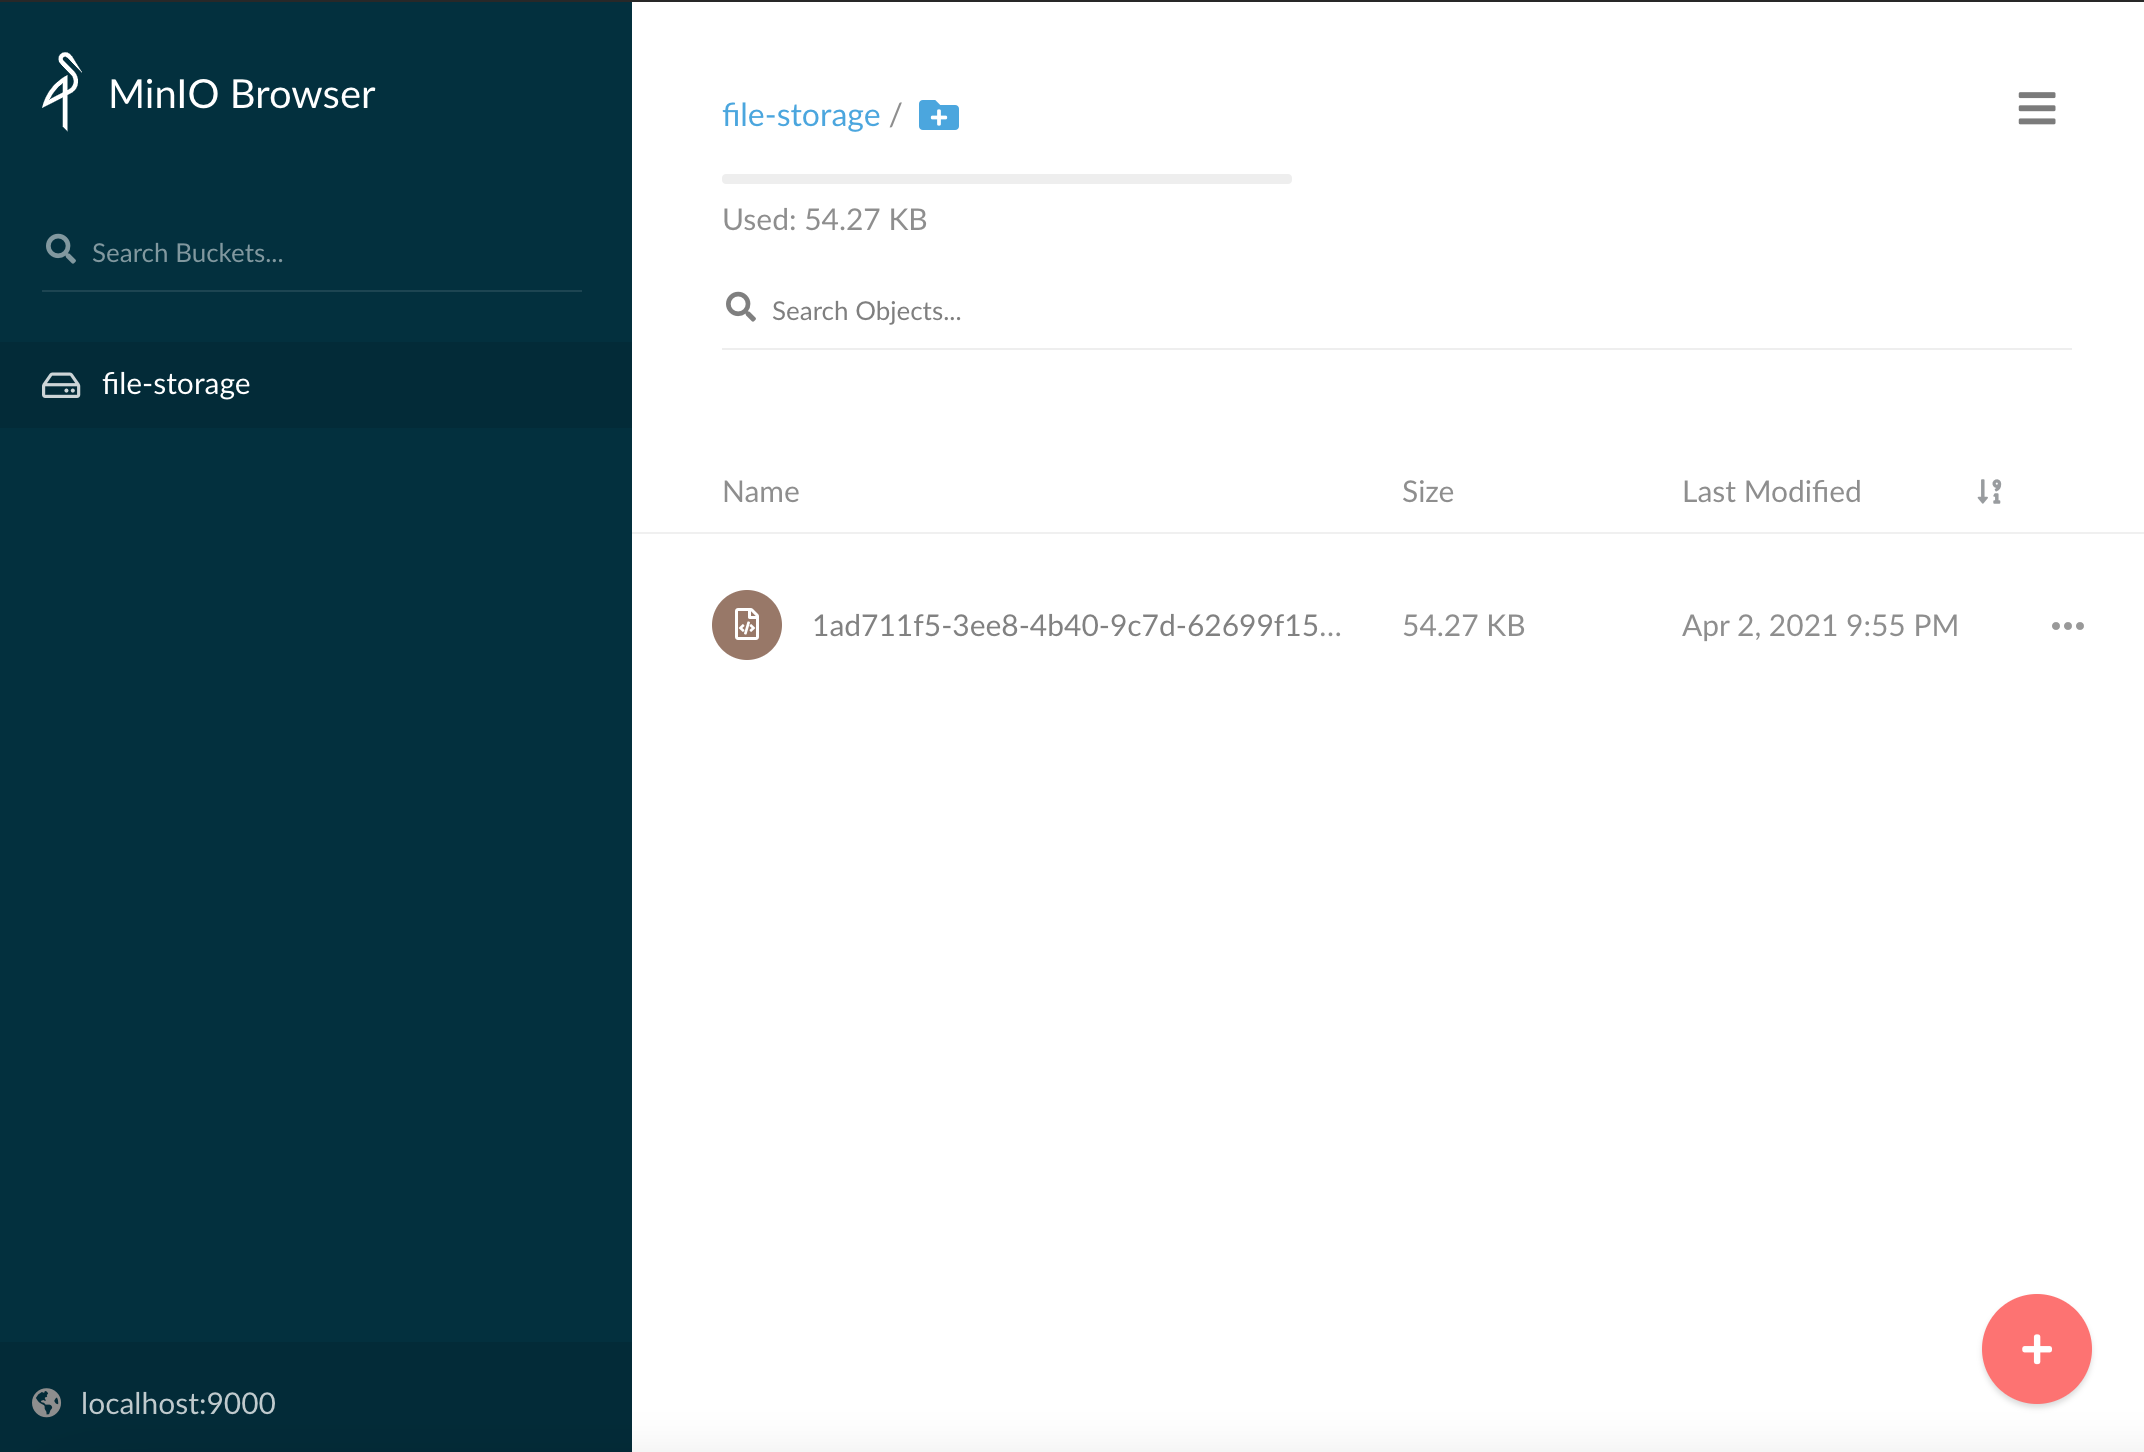 MinIO Browser
Search Buckets...
file-storage
localhost:9000
file-storage /
Used: 54.27 KB
Search Objects...
Name Size Last Modified
1ad711f5-3ee8-4b40-9c7d-62699f15... 54.27 KB Apr 2, 2021 9:55 PM